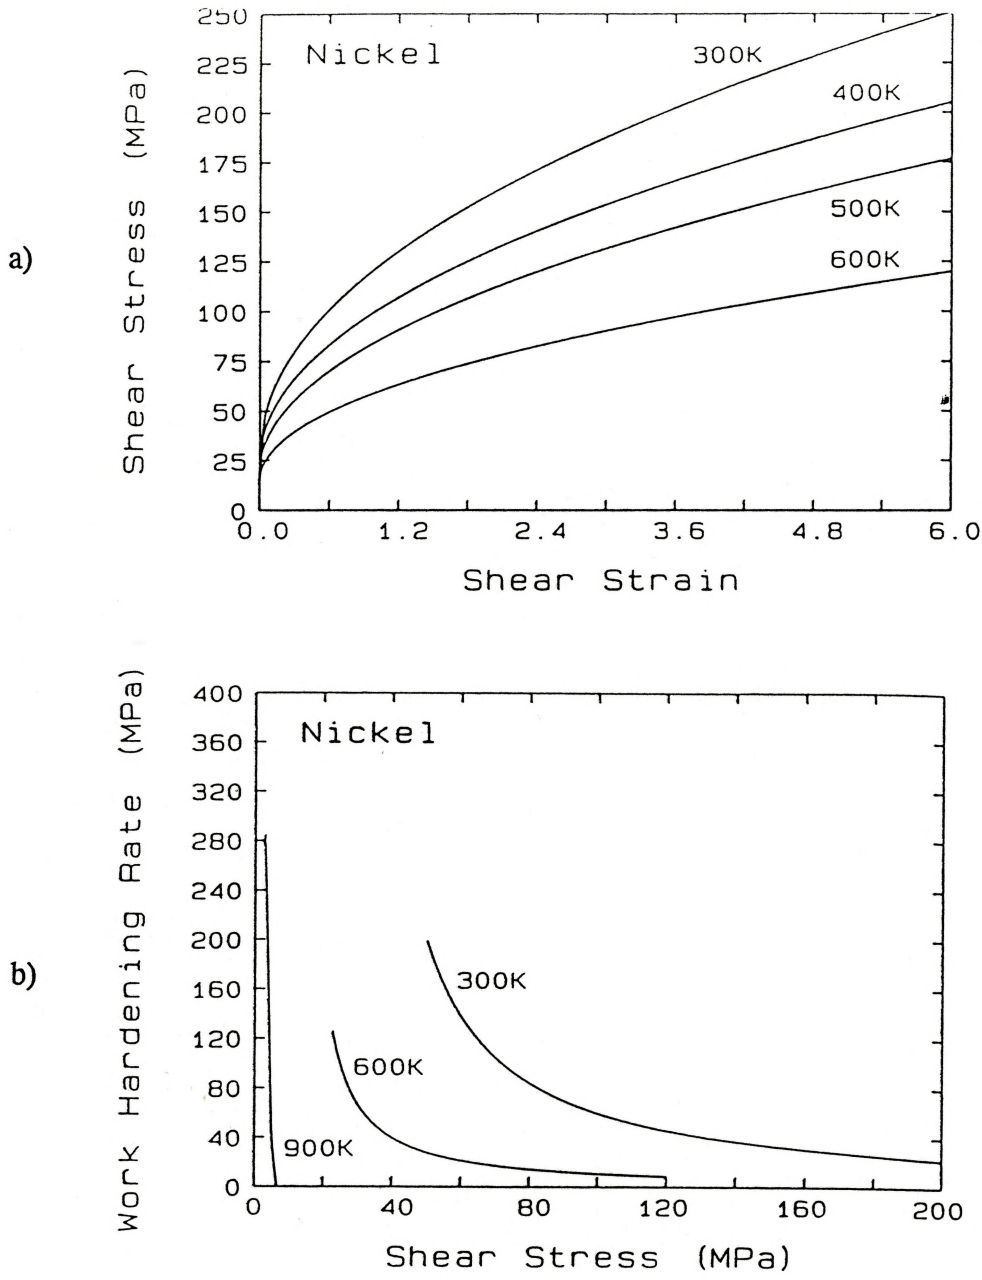 a)
Nickel
Shear Stress (MPa)
250
225
200
175
150
125
100
75
50
25
0
300K
400K
500K
600K
0.0 1.2 2.4 3.6 4.8 6.0
Shear Strain
b)
Nickel
Work Hardening Rate (MPa)
400
360
320
280
240
200
160
120
80
40
0
300K
600K
900K
0 40 80 120 160 200
Shear Stress (MPa)